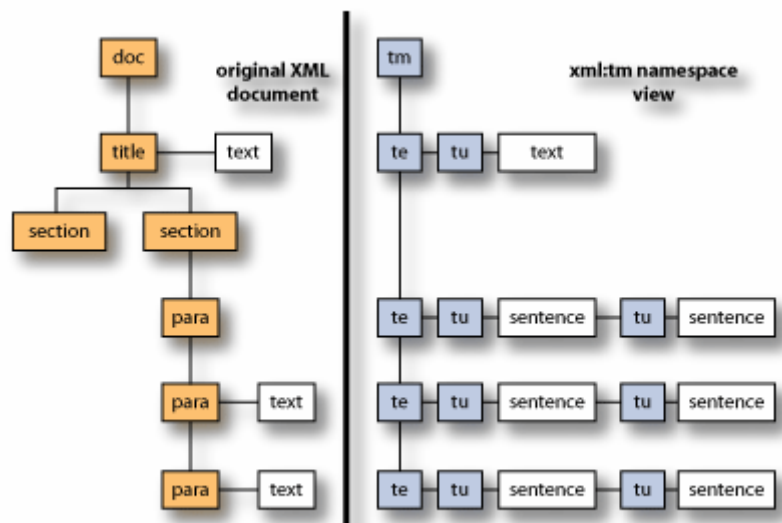 doc
original XML
document
title
text
section
section
para
para
text
para
text
tm
xml:tm namespace
view
te
tu
text
te
tu
sentence
tu
sentence
te
tu
sentence
tu
sentence
te
tu
sentence
tu
sentence